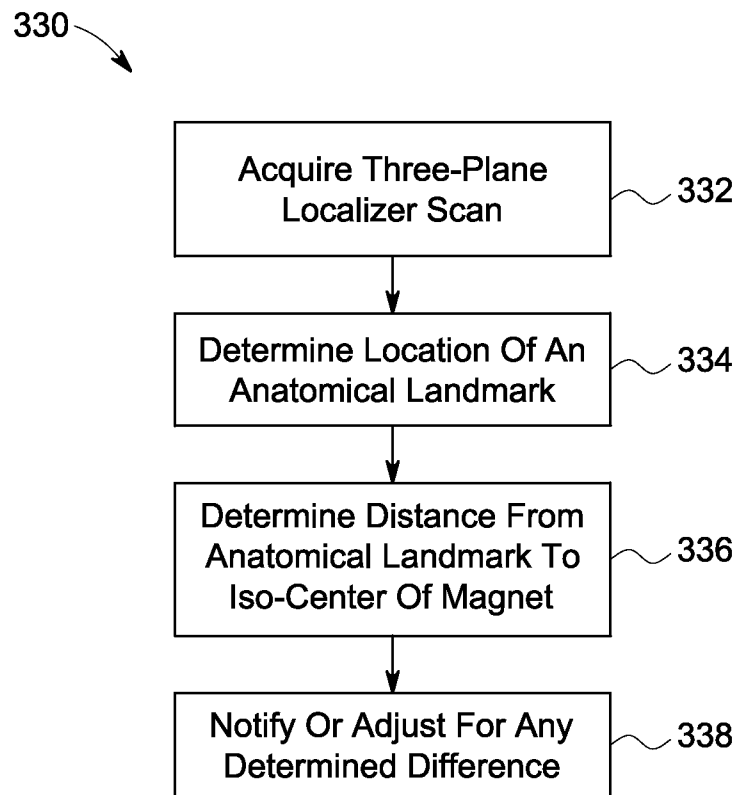 330
Acquire Three-Plane
Localizer Scan
332
Determine Location Of An
Anatomical Landmark
334
Determine Distance From
Anatomical Landmark To
Iso-Center Of Magnet
336
Notify Or Adjust For Any
Determined Difference
338